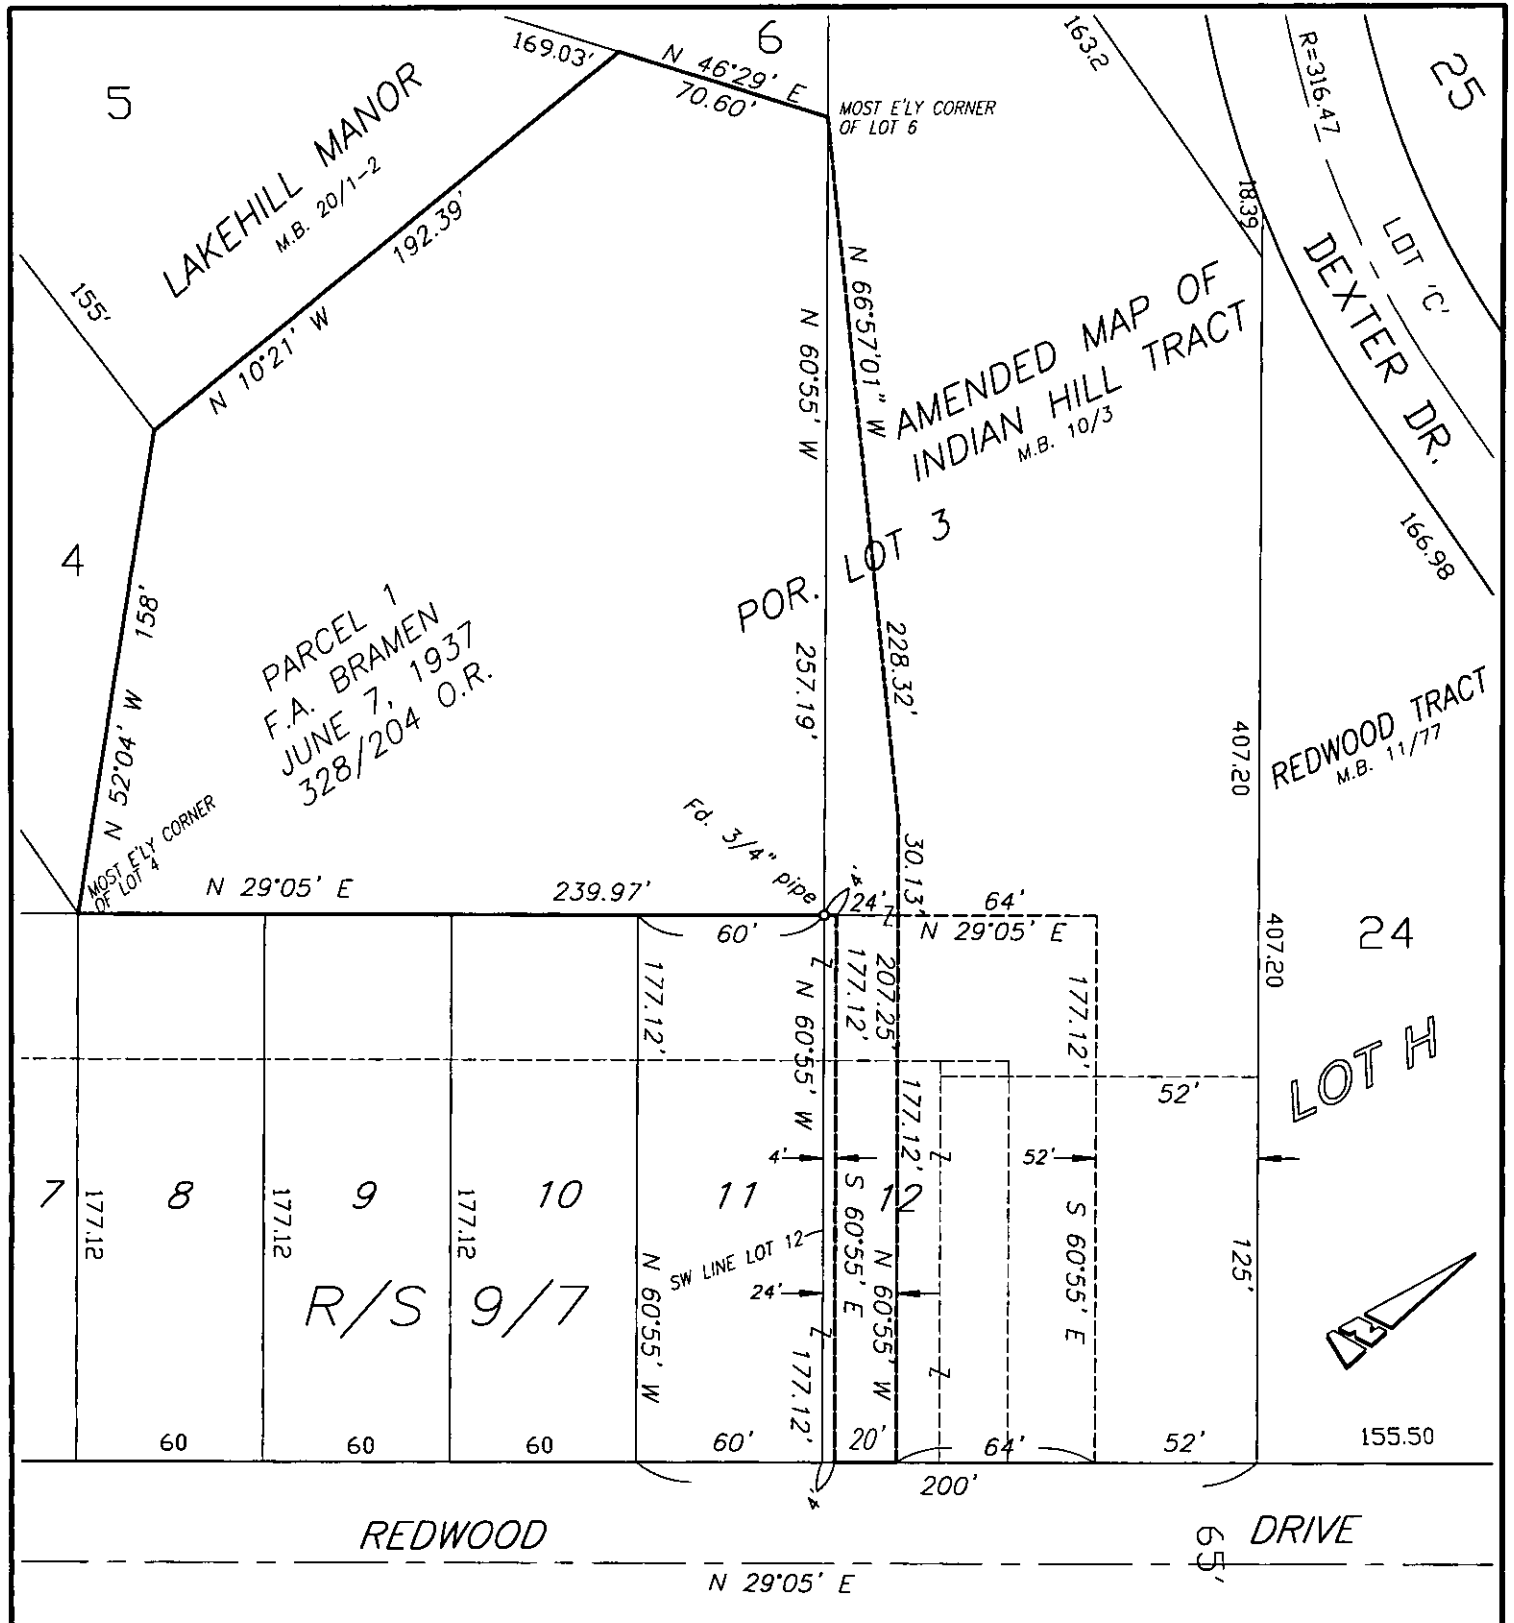 6
169.03'
N 46°29' E
70.60'
163.2
R=316.47
25
5
MOST E'LY CORNER
OF LOT 6
LAKEHILL MANOR
M.B. 20/1-2
192.39'
18.39
LOT 'C'
DEXTER DR.
155'
N 10°21' W
N 60°55' W
N 66°57'01" W
AMENDED MAP OF
INDIAN HILL TRACT
M.B. 10/3
166.98
4
158'
N 52°04' W
POR. LOT 3
PARCEL 1
F.A. BRAMEN
JUNE 7, 1937
328/204 O.R.
257.19'
228.32'
407.20
REDWOOD TRACT
M.B. 11/77
MOST E'LY CORNER
OF LOT 4
Fd. 3/4" pipe
30.13'
N 29°05' E
239.97'
.4'
24'
64'
N 29°05' E
60'
407.20
24
177.12'
N 60°55' W
177.12'
207.25'
177.12'
LOT H
177.12'
52'
4'
52'
7
177.12
8
177.12
9
177.12
10
11
12
S 60°55' E
S 60°55' E
125'
SW LINE LOT 12
24'
R/S 9/7
N 60°55' W
N 60°55' W
177.12'
60
60
60
60'
20'
64'
52'
155.50
.4'
200'
REDWOOD
DRIVE
65'
N 29°05' E